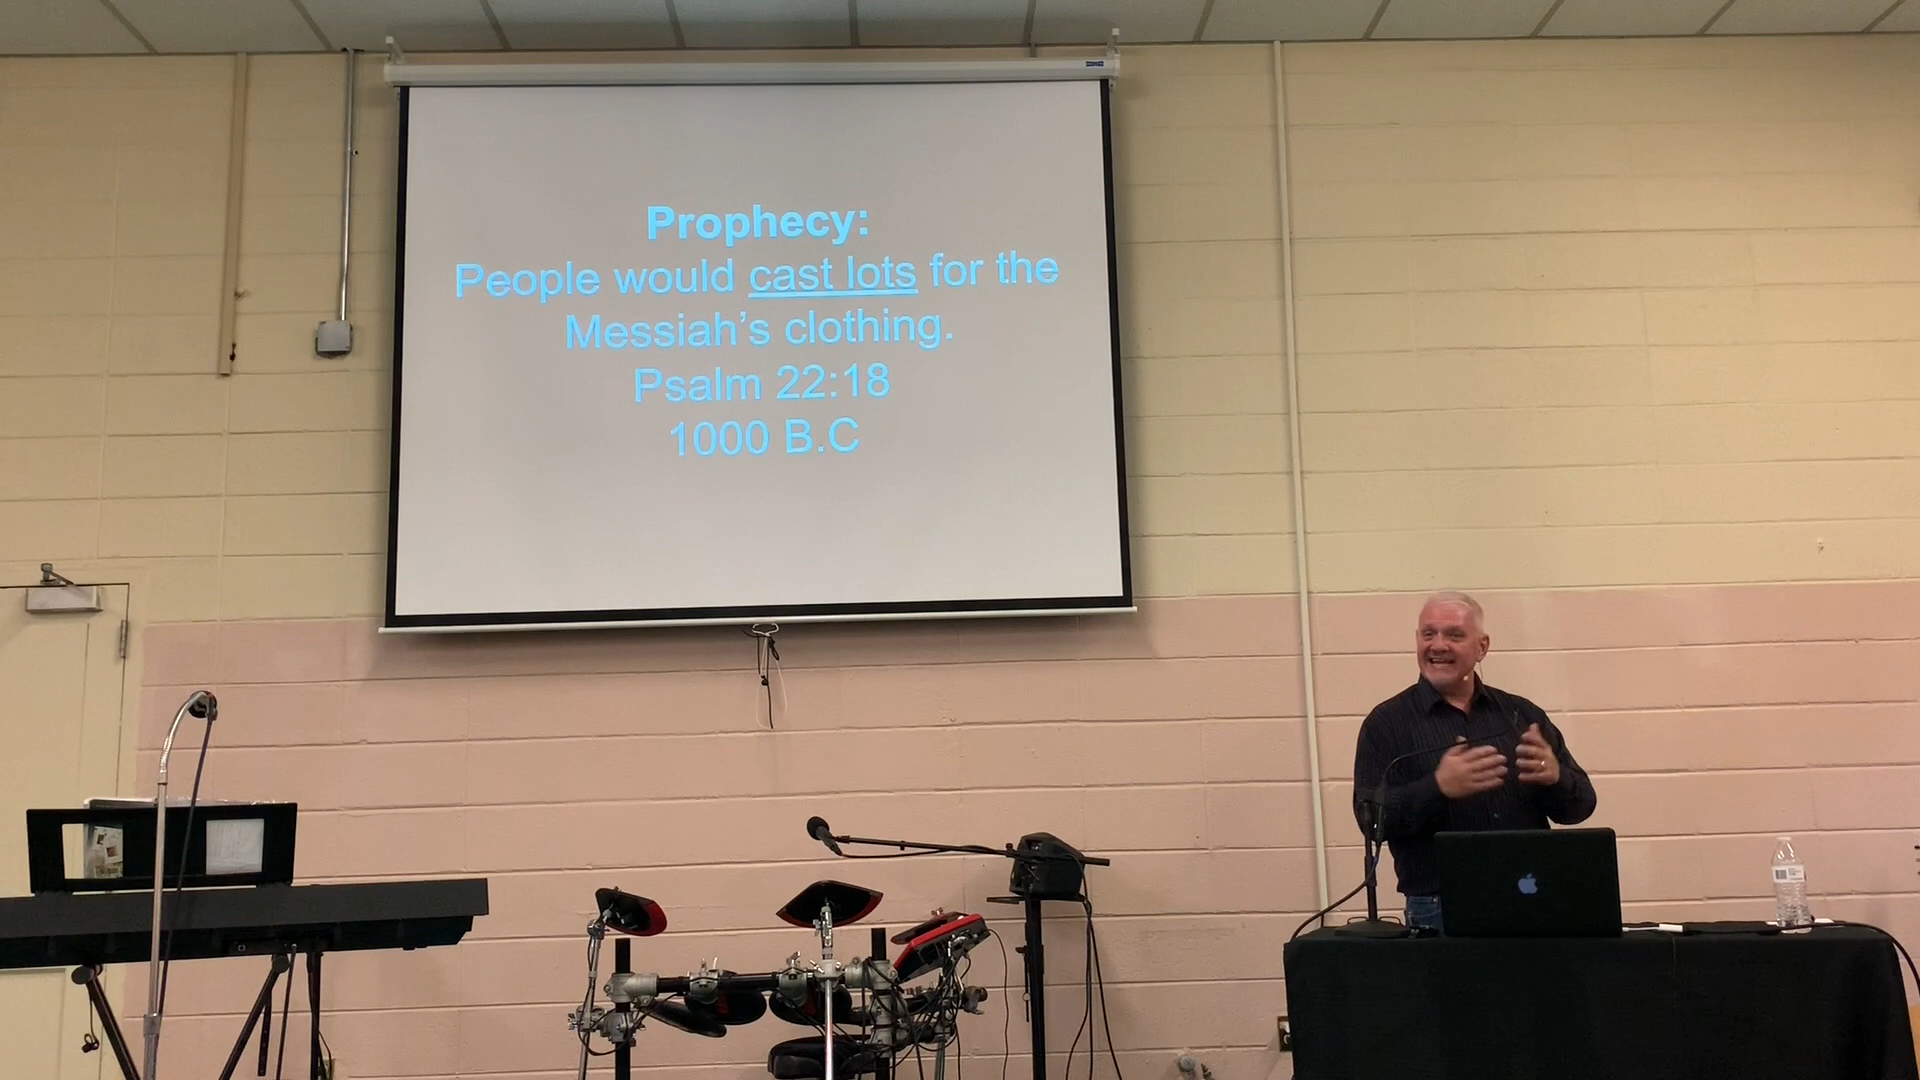 Prophecy:
People would cast lots for the
Messiah's clothing.
Psalm 22:18
1000 B.C